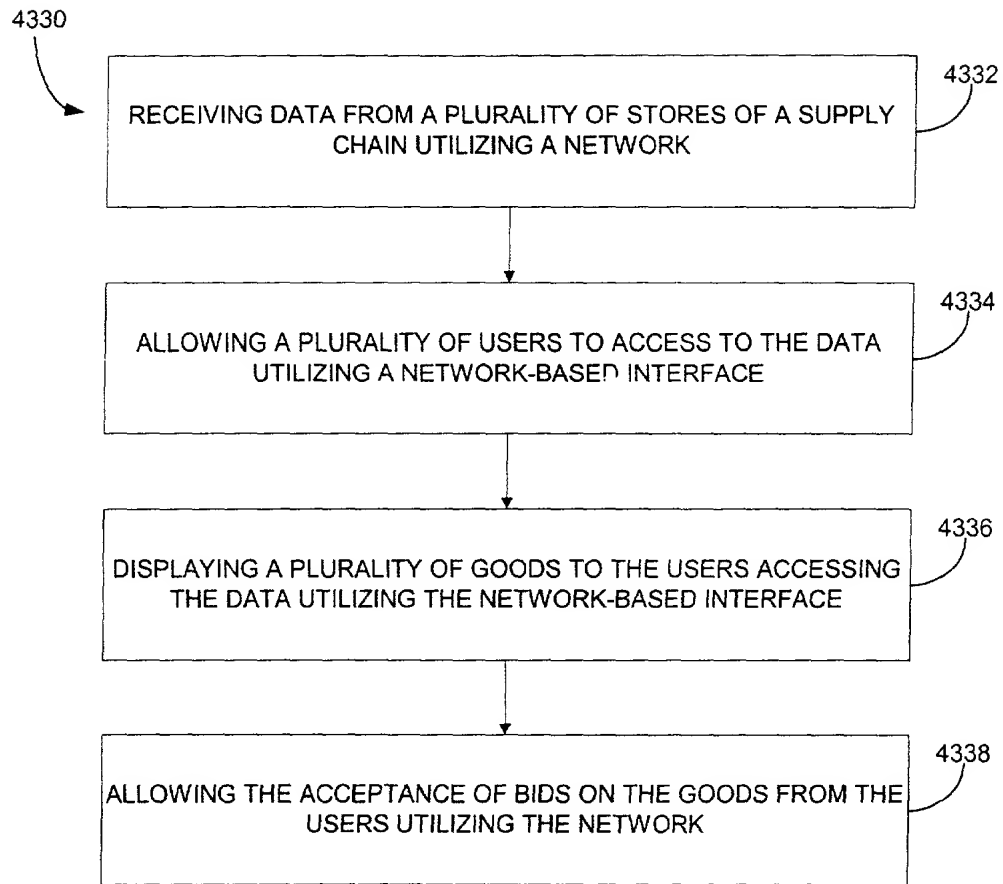 4330
4332
RECEIVING DATA FROM A PLURALITY OF STORES OF A SUPPLY
CHAIN UTILIZING A NETWORK
4334
ALLOWING A PLURALITY OF USERS TO ACCESS TO THE DATA
UTILIZING A NETWORK-BASED INTERFACE
4336
DISPLAYING A PLURALITY OF GOODS TO THE USERS ACCESSING
THE DATA UTILIZING THE NETWORK-BASED INTERFACE
4338
ALLOWING THE ACCEPTANCE OF BIDS ON THE GOODS FROM THE
USERS UTILIZING THE NETWORK